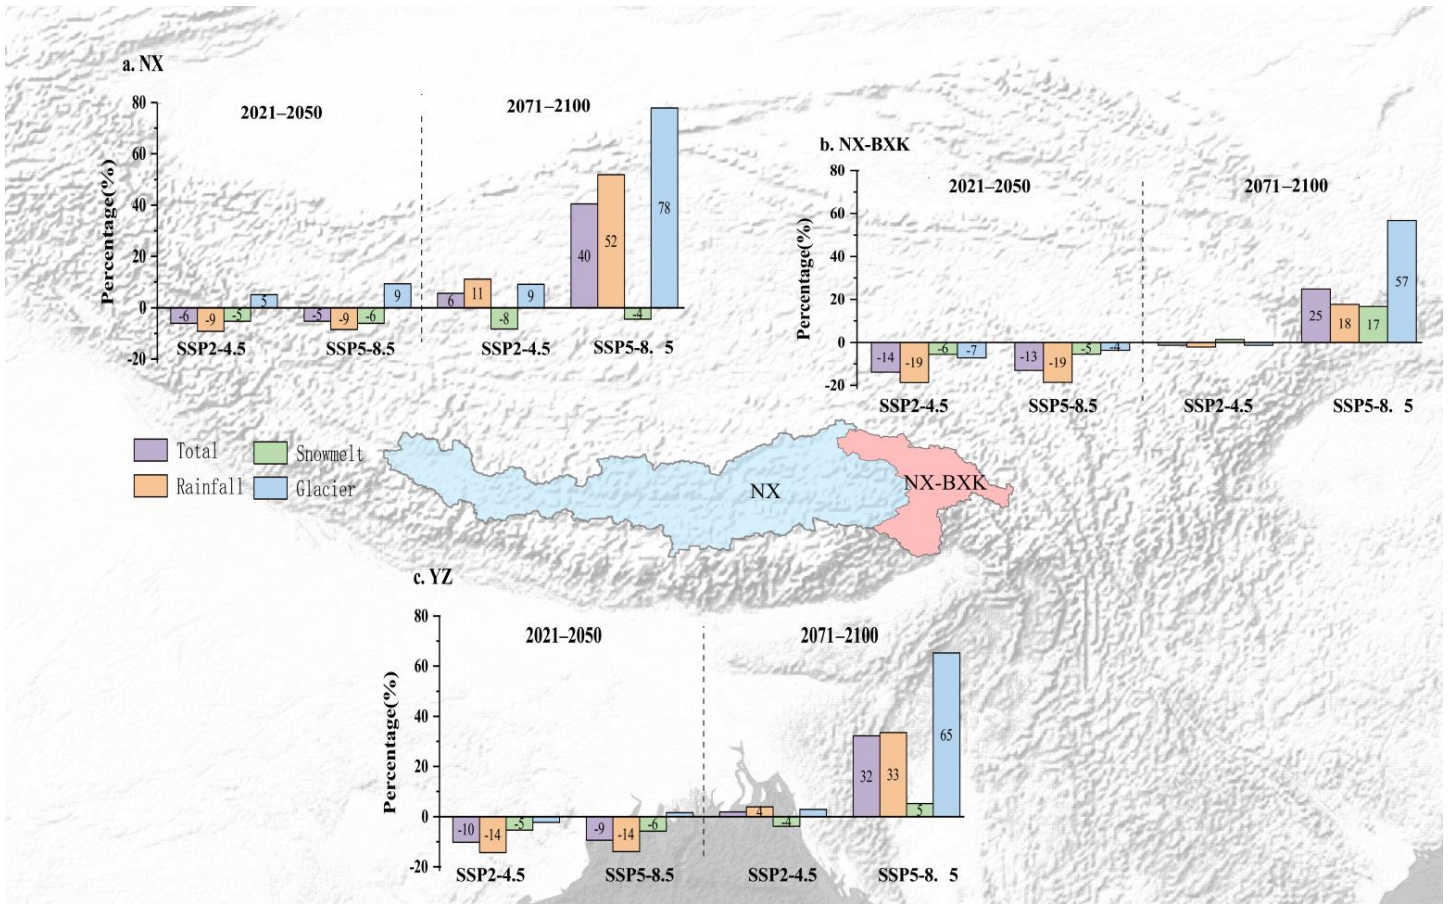 a. NX
2021–2050
2071–2100
Percentage(%)
80
60
40
20
0
-20
-6
-9
-5
5
-5
-9
-6
9
6
11
-8
9
40
52
-4
78
SSP2-4.5
SSP5-8.5
SSP2-4.5
SSP5-8. 5
b. NX-BXK
2021–2050
2071–2100
Percentage(%)
80
60
40
20
0
-20
-14
-19
-6
-7
-13
-19
-5
-4
25
18
17
57
SSP2-4.5
SSP5-8.5
SSP2-4.5
SSP5-8. 5
Total
Snowmelt
Rainfall
Glacier
NX
NX-BXK
c. YZ
2021–2050
2071–2100
Percentage(%)
80
60
40
20
0
-20
-10
-14
-5
-9
-14
-6
4
-4
32
33
5
65
SSP2-4.5
SSP5-8.5
SSP2-4.5
SSP5-8. 5